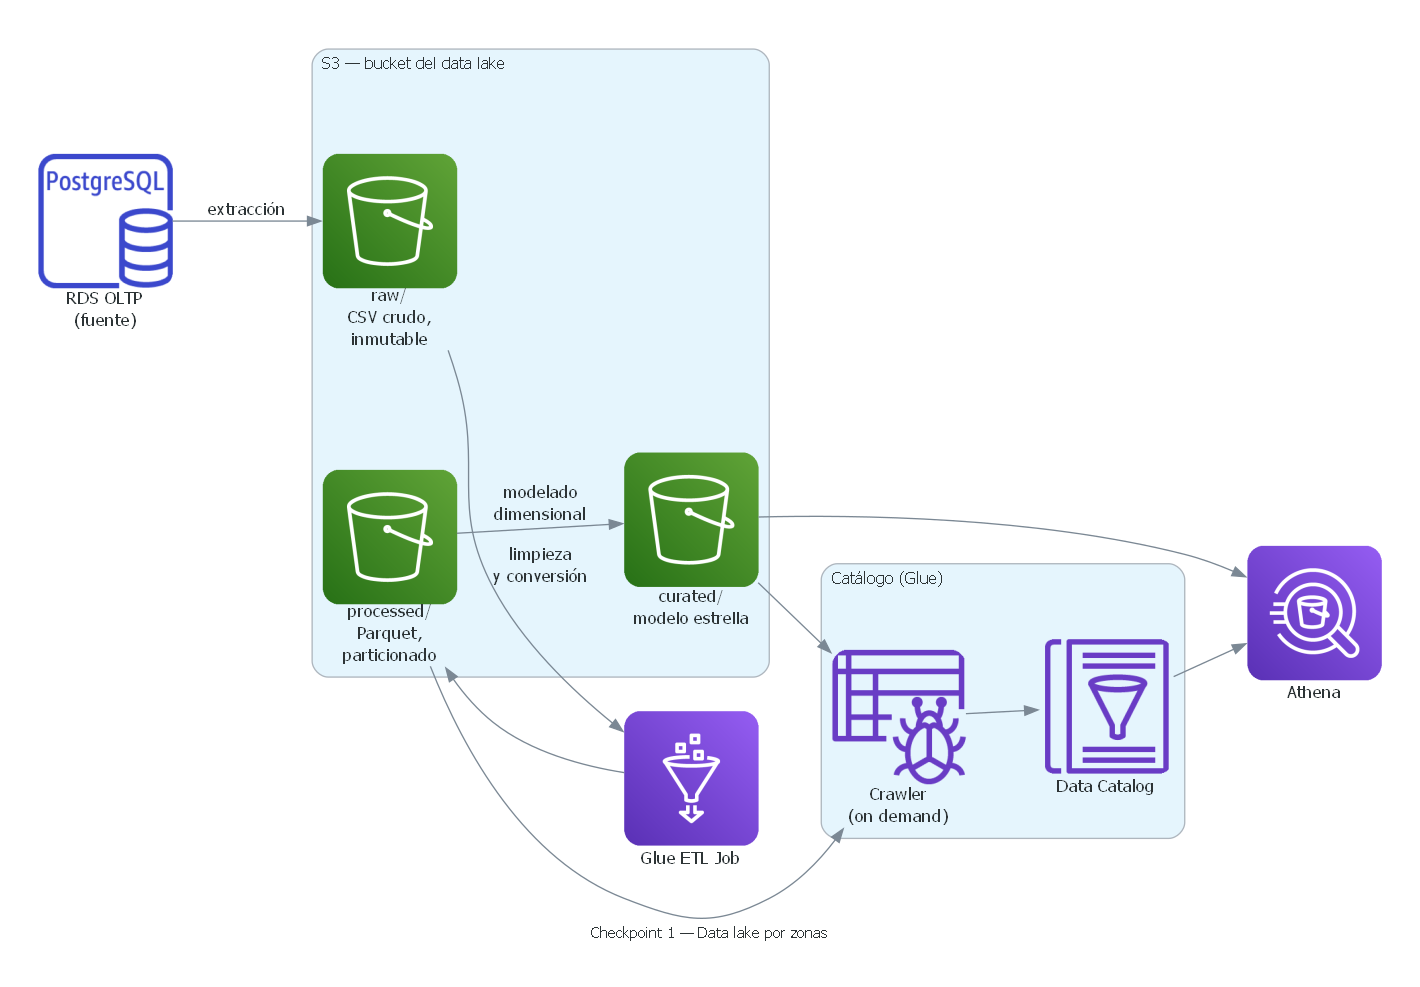 S3 — bucket del data lake
PostgreSQL
RDS OLTP
(fuente)
extracción
raw/
CSV crudo,
inmutable
processed/
Parquet,
particionado
modelado
dimensional
limpieza
y conversión
curated/
modelo estrella
Glue ETL Job
Catálogo (Glue)
Crawler
(on demand)
Data Catalog
Athena
Checkpoint 1 — Data lake por zonas